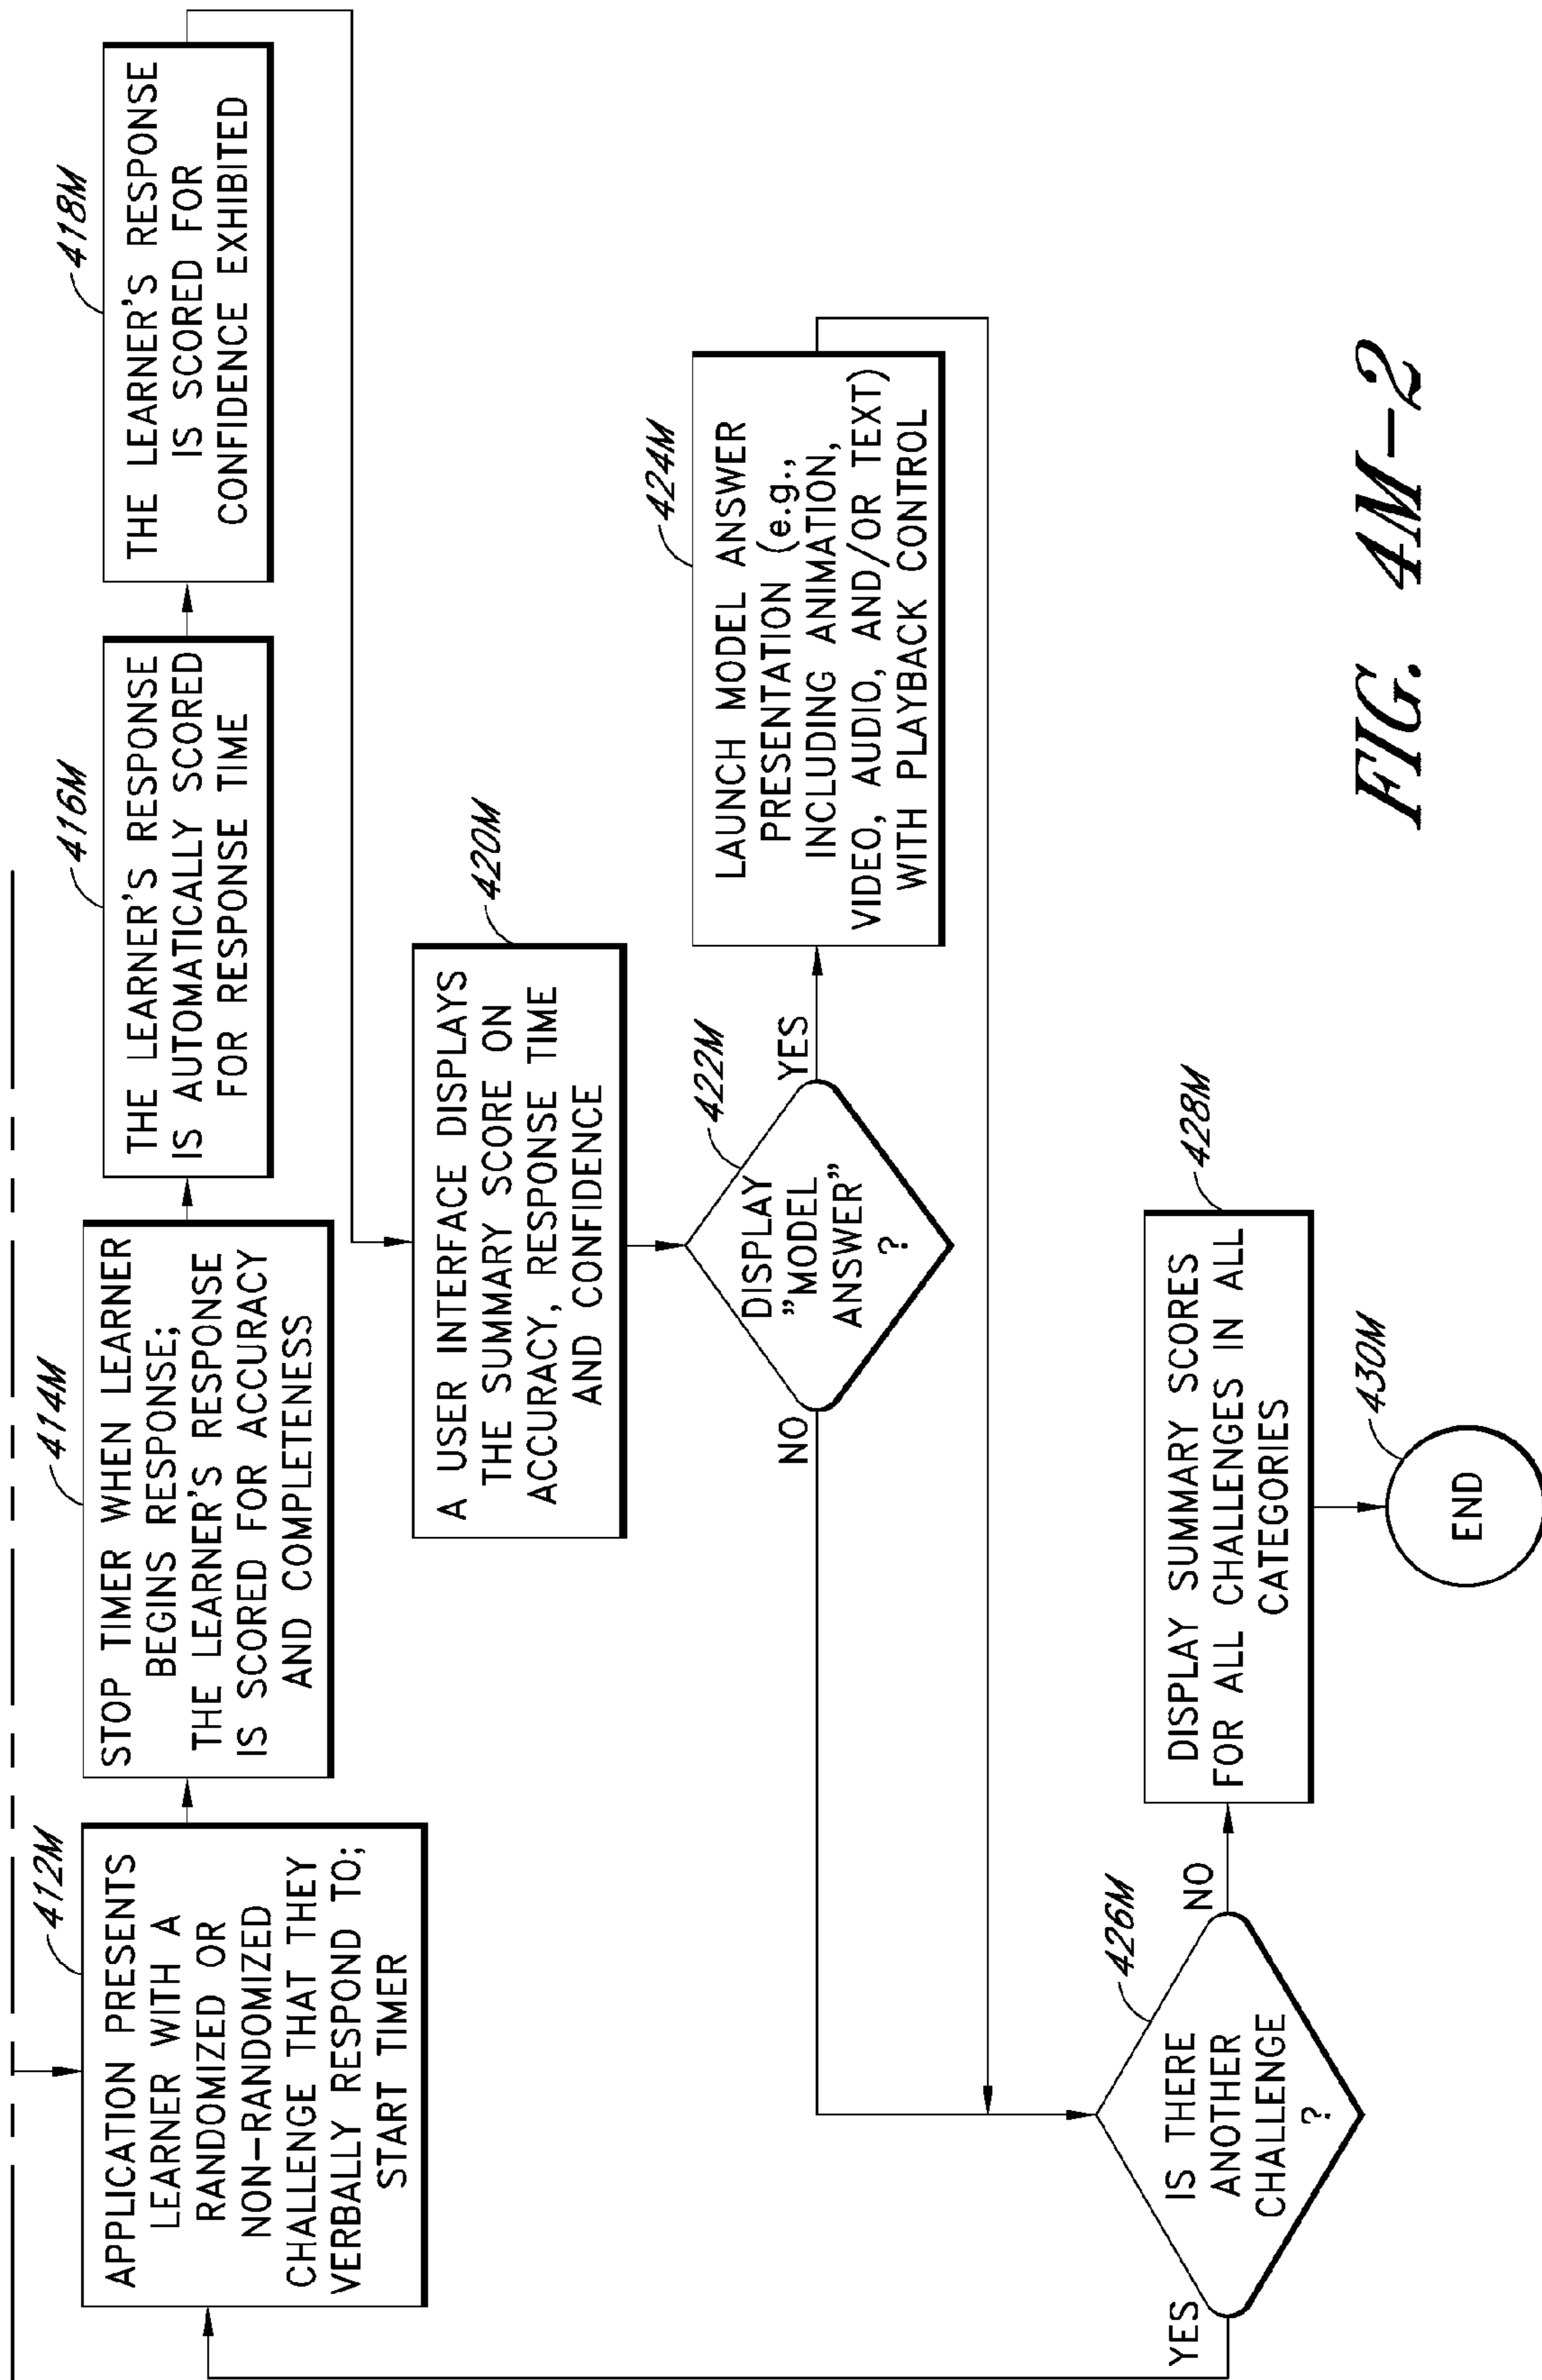 412M
APPLICATION PRESENTS
LEARNER WITH A
RANDOMIZED OR
NON-RANDOMIZED
CHALLENGE THAT THEY
VERBALLY RESPOND TO;
START TIMER
414M
STOP TIMER WHEN LEARNER
BEGINS RESPONSE;
THE LEARNER'S RESPONSE
IS SCORED FOR ACCURACY
AND COMPLETENESS
416M
THE LEARNER'S RESPONSE
IS AUTOMATICALLY SCORED
FOR RESPONSE TIME
418M
THE LEARNER'S RESPONSE
IS SCORED FOR
CONFIDENCE EXHIBITED
420M
A USER INTERFACE DISPLAYS
THE SUMMARY SCORE ON
ACCURACY, RESPONSE TIME
AND CONFIDENCE
422M
DISPLAY
"MODEL
ANSWER"
?
NO
YES
424M
LAUNCH MODEL ANSWER
PRESENTATION (e.g.,
INCLUDING ANIMATION,
VIDEO, AUDIO, AND/OR TEXT)
WITH PLAYBACK CONTROL
426M
IS THERE
ANOTHER
CHALLENGE
?
YES
NO
428M
DISPLAY SUMMARY SCORES
FOR ALL CHALLENGES IN ALL
CATEGORIES
430M
END
FIG. 4M-2